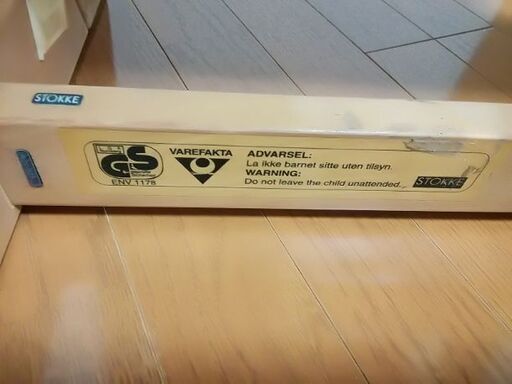 STOKKE
GS
ENV 1178
VAREFAKTA
ADVARSEL:
La ikke barnet sitte uten tilsyn.
WARNING:
Do not leave the child unattended.
STOKKE